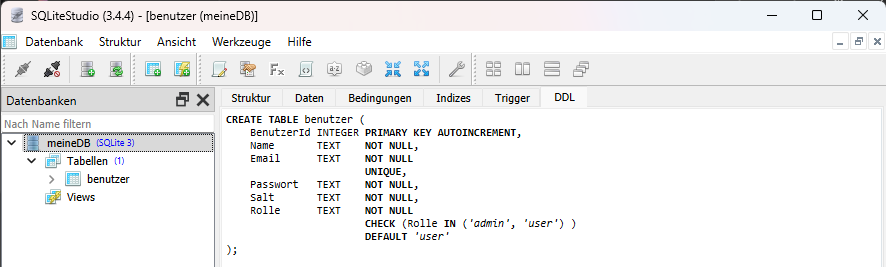 SQLiteStudio (3.4.4) - [benutzer (meineDB)]
Datenbank Struktur Ansicht Werkzeuge Hilfe
Datenbanken
Nach Name filtern
meineDB (SQLite 3)
Tabellen (1)
benutzer
Views
Struktur Daten Bedingungen Indizes Trigger DDL
CREATE TABLE benutzer (
    BenutzerId INTEGER PRIMARY KEY AUTOINCREMENT,
    Name       TEXT    NOT NULL,
    Email      TEXT    NOT NULL
                       UNIQUE,
    Passwort   TEXT    NOT NULL,
    Salt       TEXT    NOT NULL,
    Rolle      TEXT    NOT NULL
                       CHECK (Rolle IN ('admin', 'user') )
                       DEFAULT 'user'
);